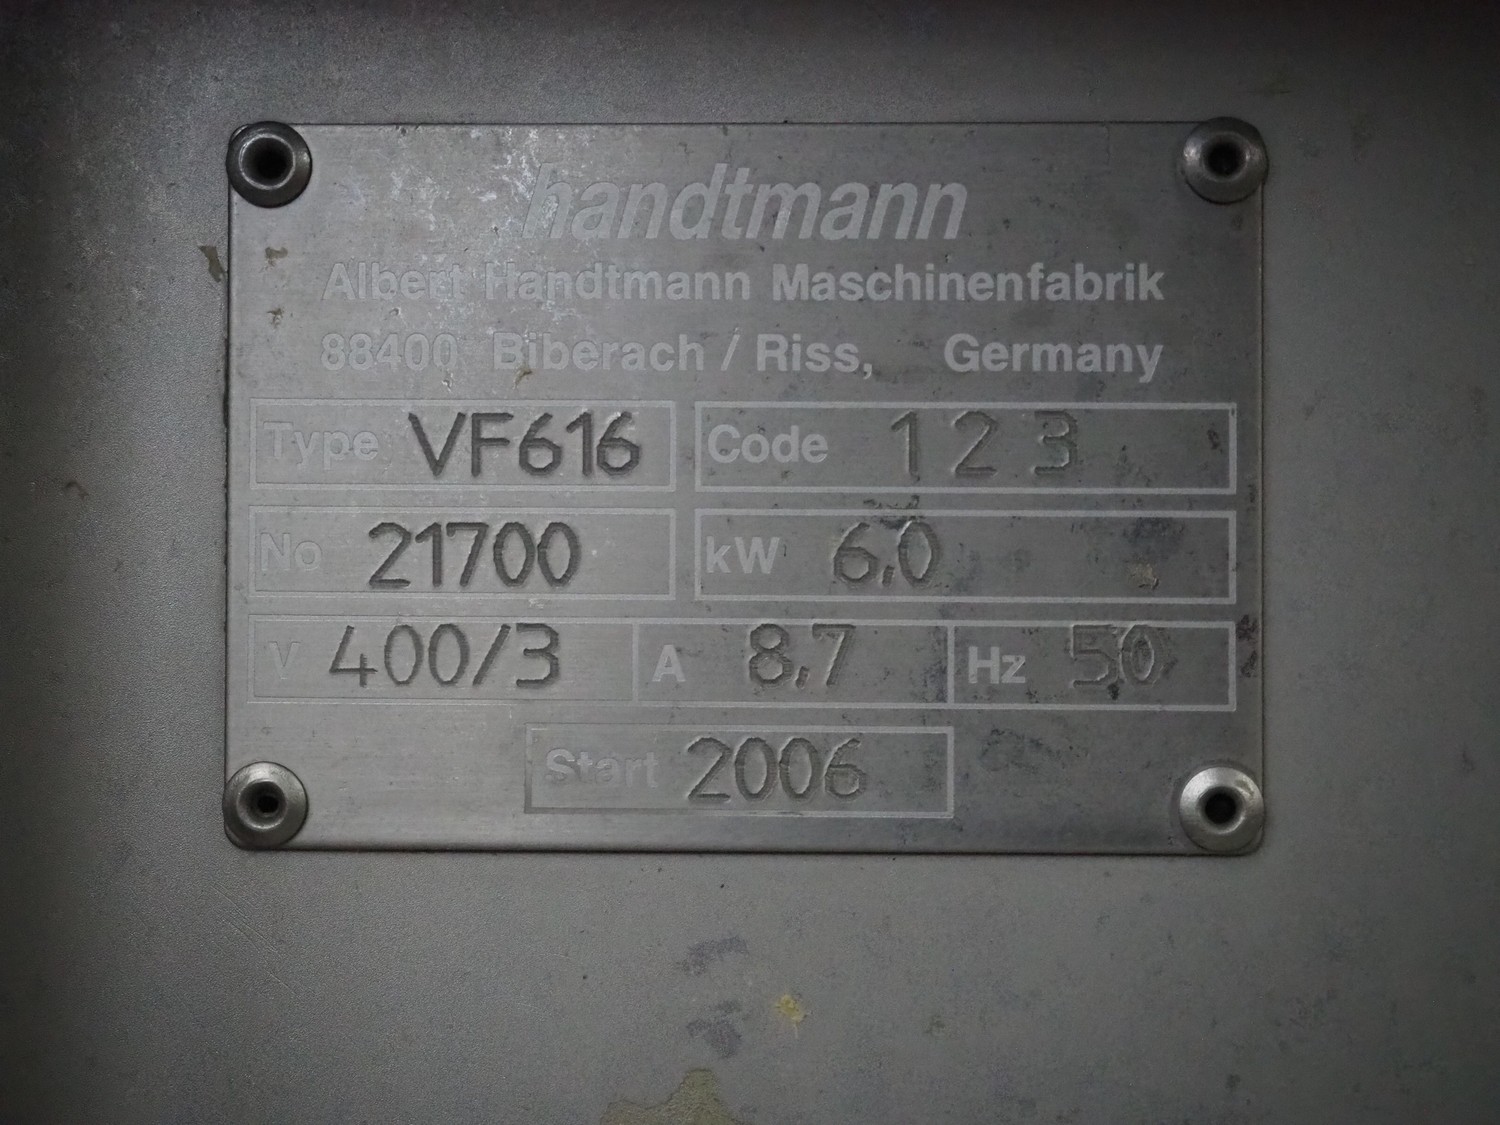 handtmann
Albert Handtmann Maschinenfabrik
88400 Biberach / Riss, Germany
Type VF616 Code 1 2 3
No 21700 kW 6,0
V 400/3 A 8,7 Hz 50
Start 2006